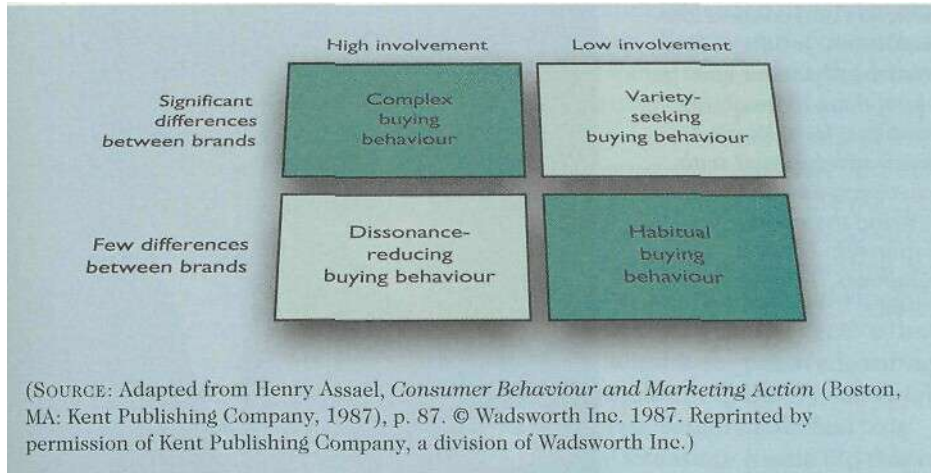 High involvement
Low involvement
Significant
differences
between brands
Complex
buying
behaviour
Variety-
seeking
buying behaviour
Few differences
between brands
Dissonance-
reducing
buying behaviour
Habitual
buying
behaviour
(SOURCE: Adapted from Henry Assael, Consumer Behaviour and Marketing Action (Boston,
MA: Kent Publishing Company, 1987), p. 87. © Wadsworth Inc. 1987. Reprinted by
permission of Kent Publishing Company, a division of Wadsworth Inc.)